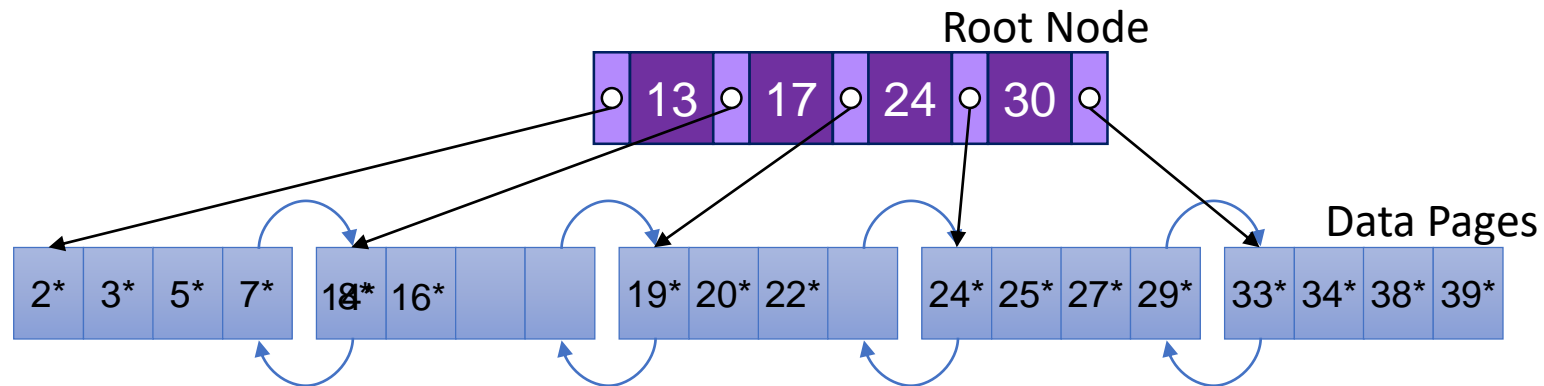 Root Node
13 17 24 30
Data Pages
2* 3* 5* 7* 16* 19* 20* 22* 24* 25* 27* 29* 33* 34* 38* 39*